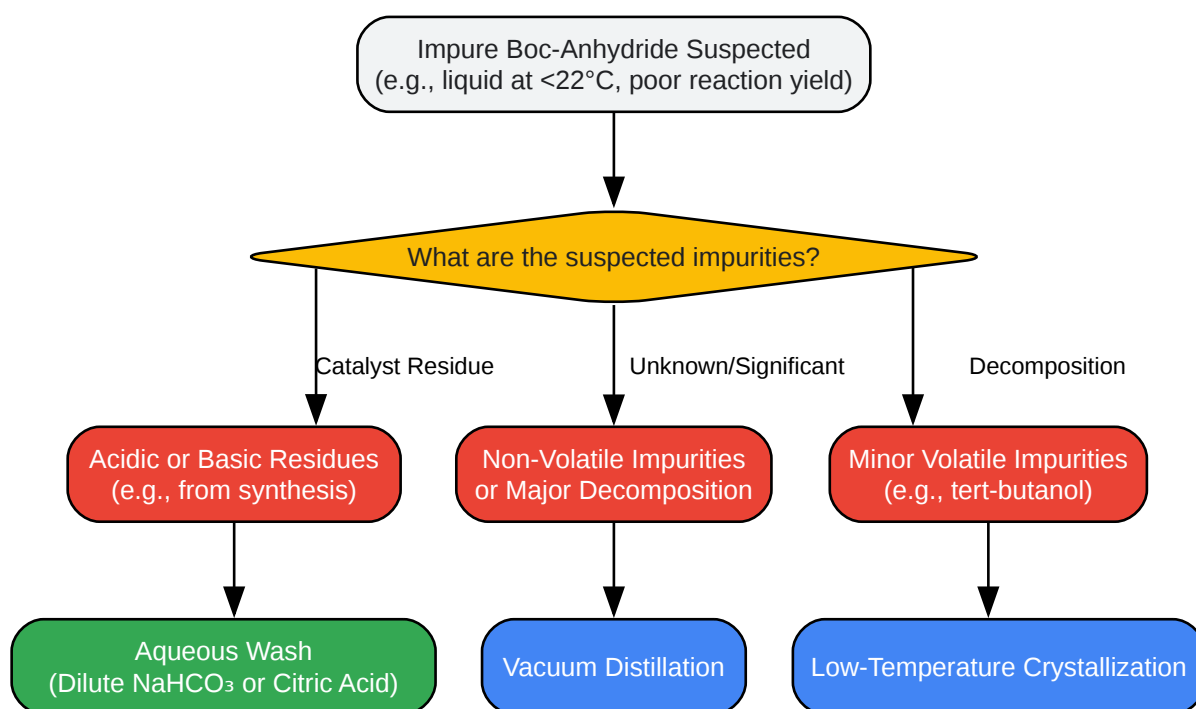 Impure Boc-Anhydride Suspected
(e.g., liquid at <22°C, poor reaction yield)
What are the suspected impurities?
Catalyst Residue
Unknown/Significant
Decomposition
Acidic or Basic Residues
(e.g., from synthesis)
Non-Volatile Impurities
or Major Decomposition
Minor Volatile Impurities
(e.g., tert-butanol)
Aqueous Wash
(Dilute NaHCO₃ or Citric Acid)
Vacuum Distillation
Low-Temperature Crystallization